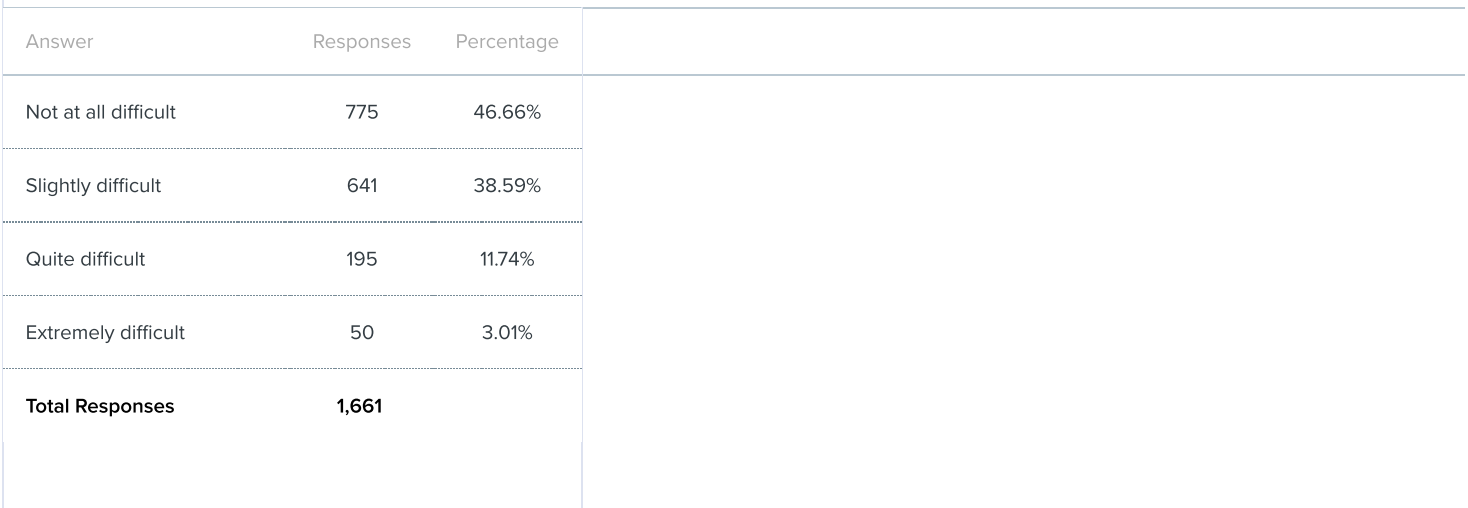 Answer Responses Percentage
Not at all difficult 775 46.66%
Slightly difficult 641 38.59%
Quite difficult 195 11.74%
Extremely difficult 50 3.01%
Total Responses 1,661